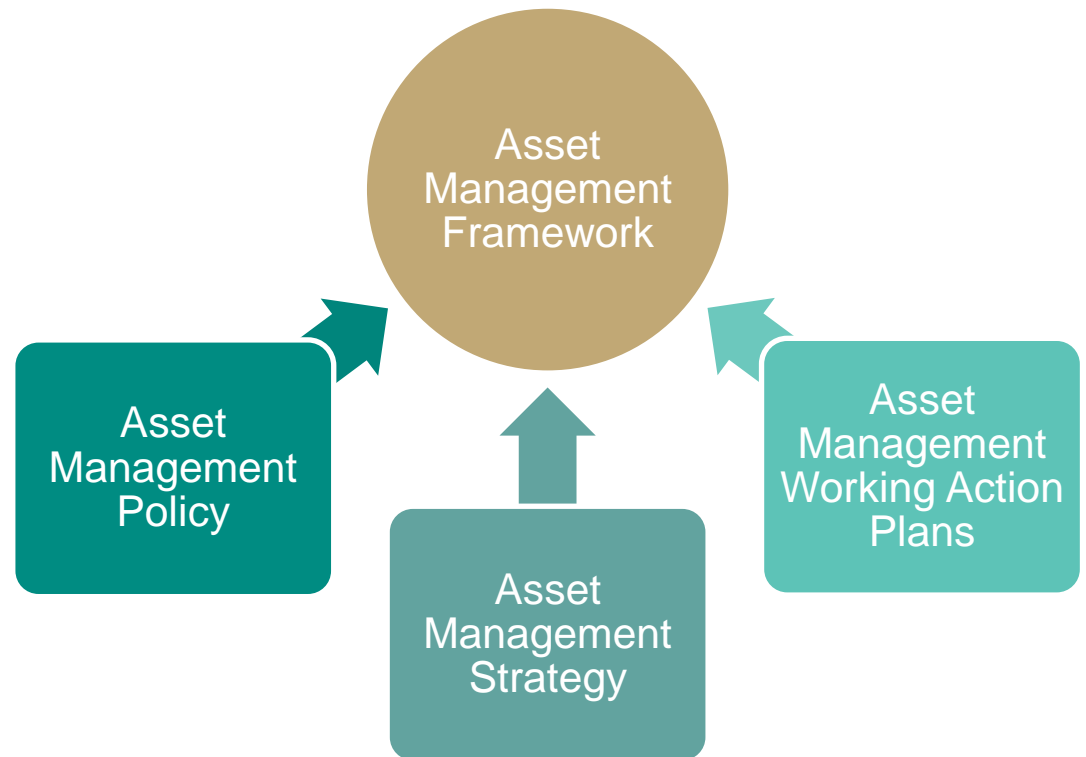 Asset
Management
Framework
Asset
Management
Policy
Asset
Management
Strategy
Asset
Management
Working Action
Plans